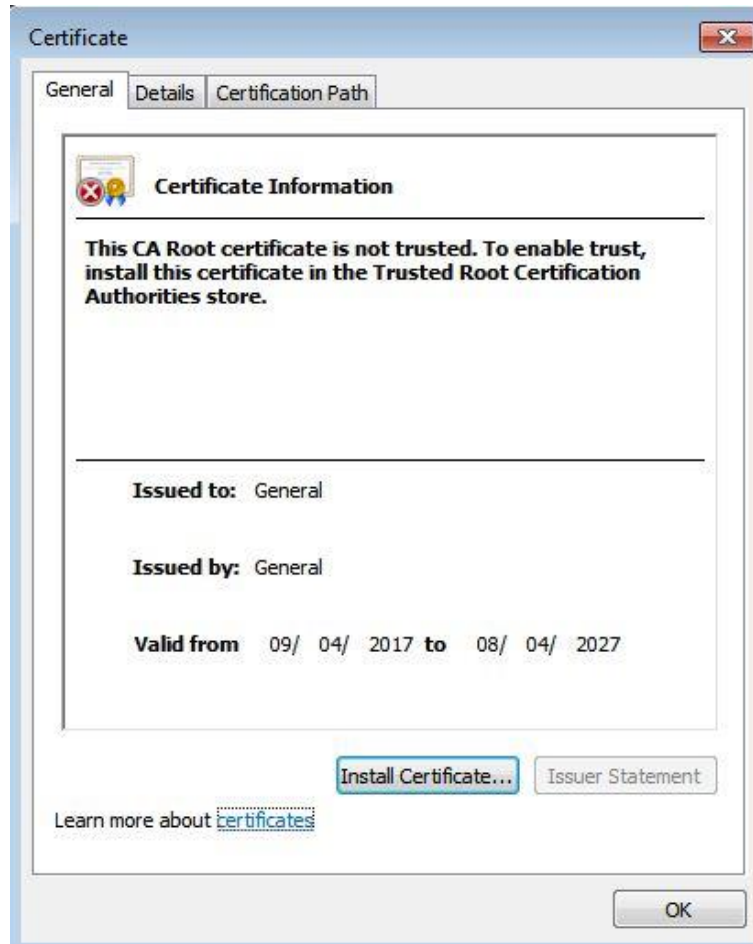 Certificate
General Details Certification Path
Certificate Information
This CA Root certificate is not trusted. To enable trust,
install this certificate in the Trusted Root Certification
Authorities store.
Issued to: General
Issued by: General
Valid from 09/ 04/ 2017 to 08/ 04/ 2027
Install Certificate... Issuer Statement
Learn more about certificates
OK